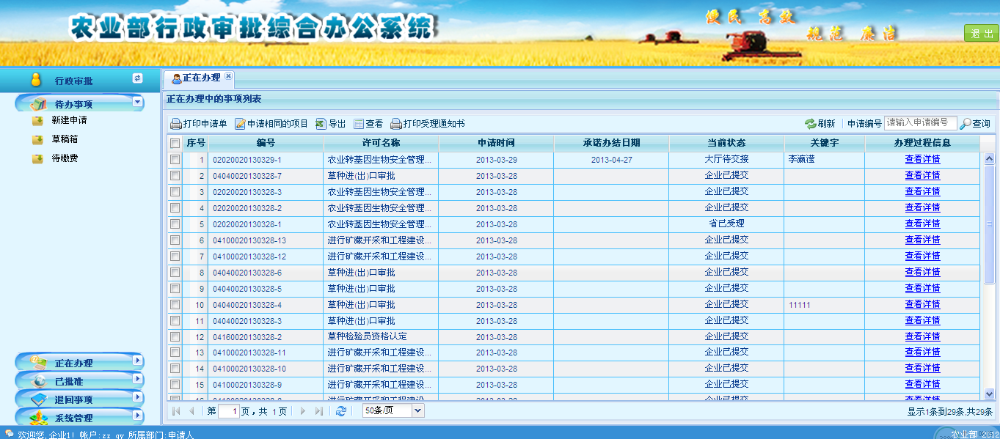 农业部行政审批综合办公系统
便民 高效
规范 廉洁
退出
行政审批
待办事项
新建申请
草稿箱
待缴费
正在办理
已批准
退回事项
系统管理
正在办理
正在办理中的事项列表
打印申请单 申请相同的项目 导出 查看 打印受理通知书 刷新 申请编号 请输入申请编号 查询
序号 编号 许可名称 申请时间 承诺办结日期 当前状态 关键字 办理过程信息
1 02020020130329-1 农业转基因生物安全管理... 2013-03-29 2013-04-27 大厅待交接 李瀛滢 查看详情
2 04040020130328-7 草种进(出)口审批 2013-03-28 企业已提交 查看详情
3 02020020130328-3 农业转基因生物安全管理... 2013-03-28 企业已提交 查看详情
4 02020020130328-2 农业转基因生物安全管理... 2013-03-28 企业已提交 查看详情
5 02020020130328-1 农业转基因生物安全管理... 2013-03-28 省已受理 查看详情
6 04100020130328-13 进行矿藏开采和工程建设... 2013-03-28 企业已提交 查看详情
7 04100020130328-12 进行矿藏开采和工程建设... 2013-03-28 企业已提交 查看详情
8 04040020130328-6 草种进(出)口审批 2013-03-28 企业已提交 查看详情
9 04040020130328-5 草种进(出)口审批 2013-03-28 企业已提交 查看详情
10 04040020130328-4 草种进(出)口审批 2013-03-28 企业已提交 11111 查看详情
11 04040020130328-3 草种进(出)口审批 2013-03-28 企业已提交 查看详情
12 04160020130328-2 草种检验员资格认定 2013-03-28 企业已提交 查看详情
13 04100020130328-11 进行矿藏开采和工程建设... 2013-03-28 企业已提交 查看详情
14 04100020130328-10 进行矿藏开采和工程建设... 2013-03-28 企业已提交 查看详情
15 04100020130328-9 进行矿藏开采和工程建设... 2013-03-28 企业已提交 查看详情
第 1 页，共 1 页 50条/页 显示1条到29条,共29条
欢迎您,企业1! 帐户:zz_qy 所属部门:申请人 农业部 2012